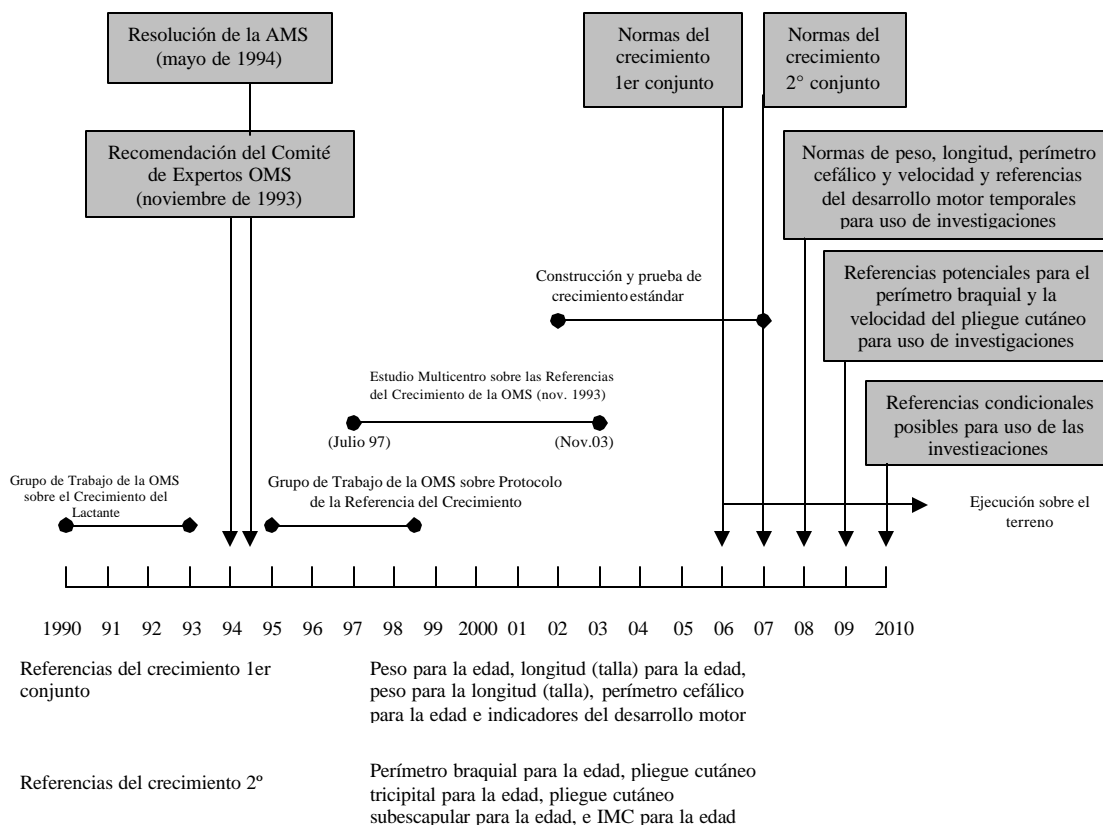 Resolución de la AMS
(mayo de 1994)
Normas del
crecimiento
1er conjunto
Normas del
crecimiento
2° conjunto
Recomendación del Comité
de Expertos OMS
(noviembre de 1993)
Normas de peso, longitud, perímetro
cefálico y velocidad y referencias
del desarrollo motor temporales
para uso de investigaciones
Construcción y prueba de
crecimiento estándar
Referencias potenciales para el
perímetro braquial y la
velocidad del pliegue cutáneo
para uso de investigaciones
Estudio Multicentro sobre las Referencias
del Crecimiento de la OMS (nov. 1993)
(Julio 97)
(Nov.03)
Referencias condicionales
posibles para uso de las
investigaciones
Grupo de Trabajo de la OMS
sobre el Crecimiento del
Lactante
Grupo de Trabajo de la OMS sobre Protocolo
de la Referencia del Crecimiento
Ejecución sobre el
terreno
1990 91 92 93 94 95 96 97 98 99 2000 01 02 03 04 05 06 07 08 09 2010
Referencias del crecimiento 1er
conjunto
Peso para la edad, longitud (talla) para la edad,
peso para la longitud (talla), perímetro cefálico
para la edad e indicadores del desarrollo motor
Referencias del crecimiento 2º
Perímetro braquial para la edad, pliegue cutáneo
tricipital para la edad, pliegue cutáneo
subescapular para la edad, e IMC para la edad